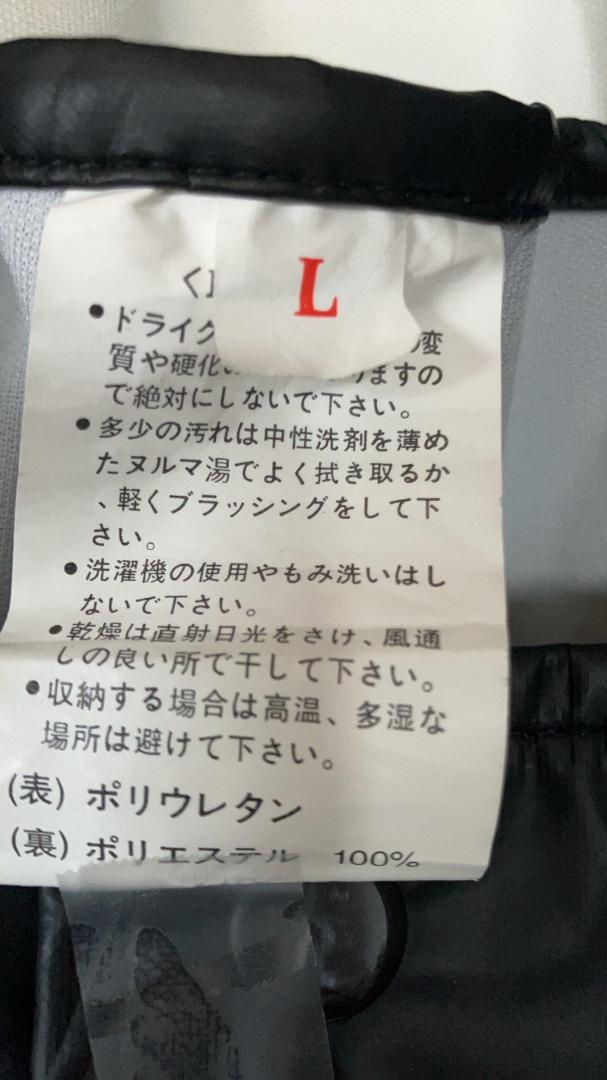 L
ドライク
の変
質や硬化 りますの
で絶対にしないで下さい。
多少の汚れは中性洗剤を薄め
たヌルマ湯でよく拭き取るか
、軽くブラッシングをして下
さい。
洗濯機の使用やもみ洗いはし
ないで下さい。
乾燥は直射日光をさけ、風通
しの良い所で干して下さい。
収納する場合は高温、多湿な
場所は避けて下さい。
(表) ポリウレタン
(裏) ポリエステル 100%